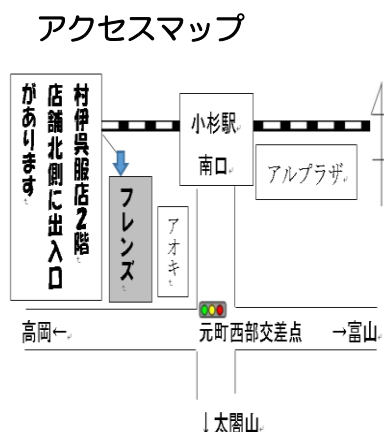 アクセスマップ
村伊呉服店2階
店舗北側に出入口
があります
小杉駅
南口
アルプラザ
フレンズ
アオキ
高岡←
元町西部交差点
→富山
↓太閤山